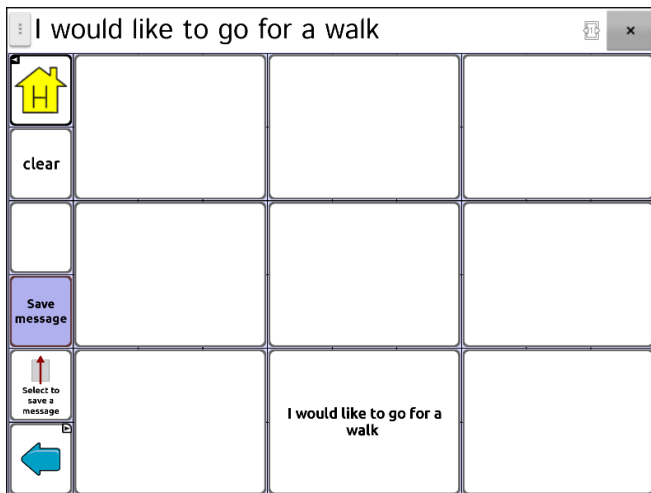 I would like to go for a walk
×
H
clear
Save
message
Select to
save a
message
I would like to go for a
walk